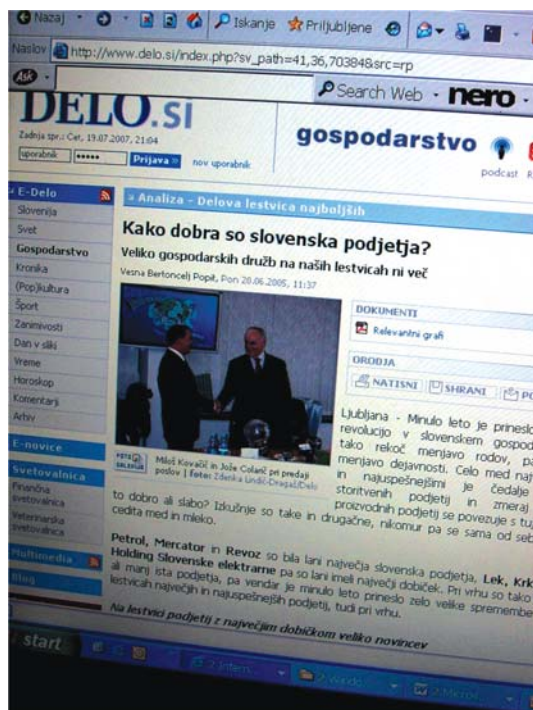 Nazaj
Iskanje
Priljubljene
Naslov
http://www.delo.si/index.php?sv_path=41,36,70384&src=rp
Ask
Search Web
nero
DELO.SI
gospodarstvo
podcast
Zadnja spr.: Čet, 19.07.2007, 21:04
uporabnik
•••••
Prijava »
nov uporabnik
E-Delo
Slovenija
Svet
Gospodarstvo
Kronika
(Pop)kultura
Šport
Zanimivosti
Dan v sliki
Vreme
Horoskop
Komentarji
Arhiv
E-novice
Svetovalnica
Finančna
svetovalnica
Veterinarska
svetovalnica
Multimedia
Blog
» Analiza - Delova lestvica najboljših
Kako dobra so slovenska podjetja?
Veliko gospodarskih družb na naših lestvicah ni več
Vesna Bertoncelj Popit, Pon 20.06.2005, 11:37
DOKUMENTI
Relevantni grafi
ORODJA
NATISNI
SHRANI
PO
Miloš Kovačič in Jože Colarič pri predaji
poslov | foto: Zdenka Lindič-Dragaš/Delo
Ljubljana - Minulo leto je prineslo
revolucijo v slovenskem gospod
tako rekoč menjavo rodov, pa
menjavo dejavnosti. Celo med naj
in najuspešnejšimi je čedalje
storitvenih podjetij in zmeraj
proizvodnih podjetij se povezuje s tuj
to dobro ali slabo? Izkušnje so take in drugačne, nikomur pa se sama od seb
cedita med in mleko.
Petrol, Mercator in Revoz so bila lani največja slovenska podjetja, Lek, Krk
Holding Slovenske elektrarne pa so lani imeli največji dobiček. Pri vrhu so tako
ali manj ista podjetja, pa vendar je minulo leto prineslo zelo velike spremembe
lestvicah največjih in najuspešnejših podjetij, tudi pri vrhu.
Na lestvici podjetij z največjim dobičkom veliko novincev
start
2 Intern...
2 Windo...
2 Micros...